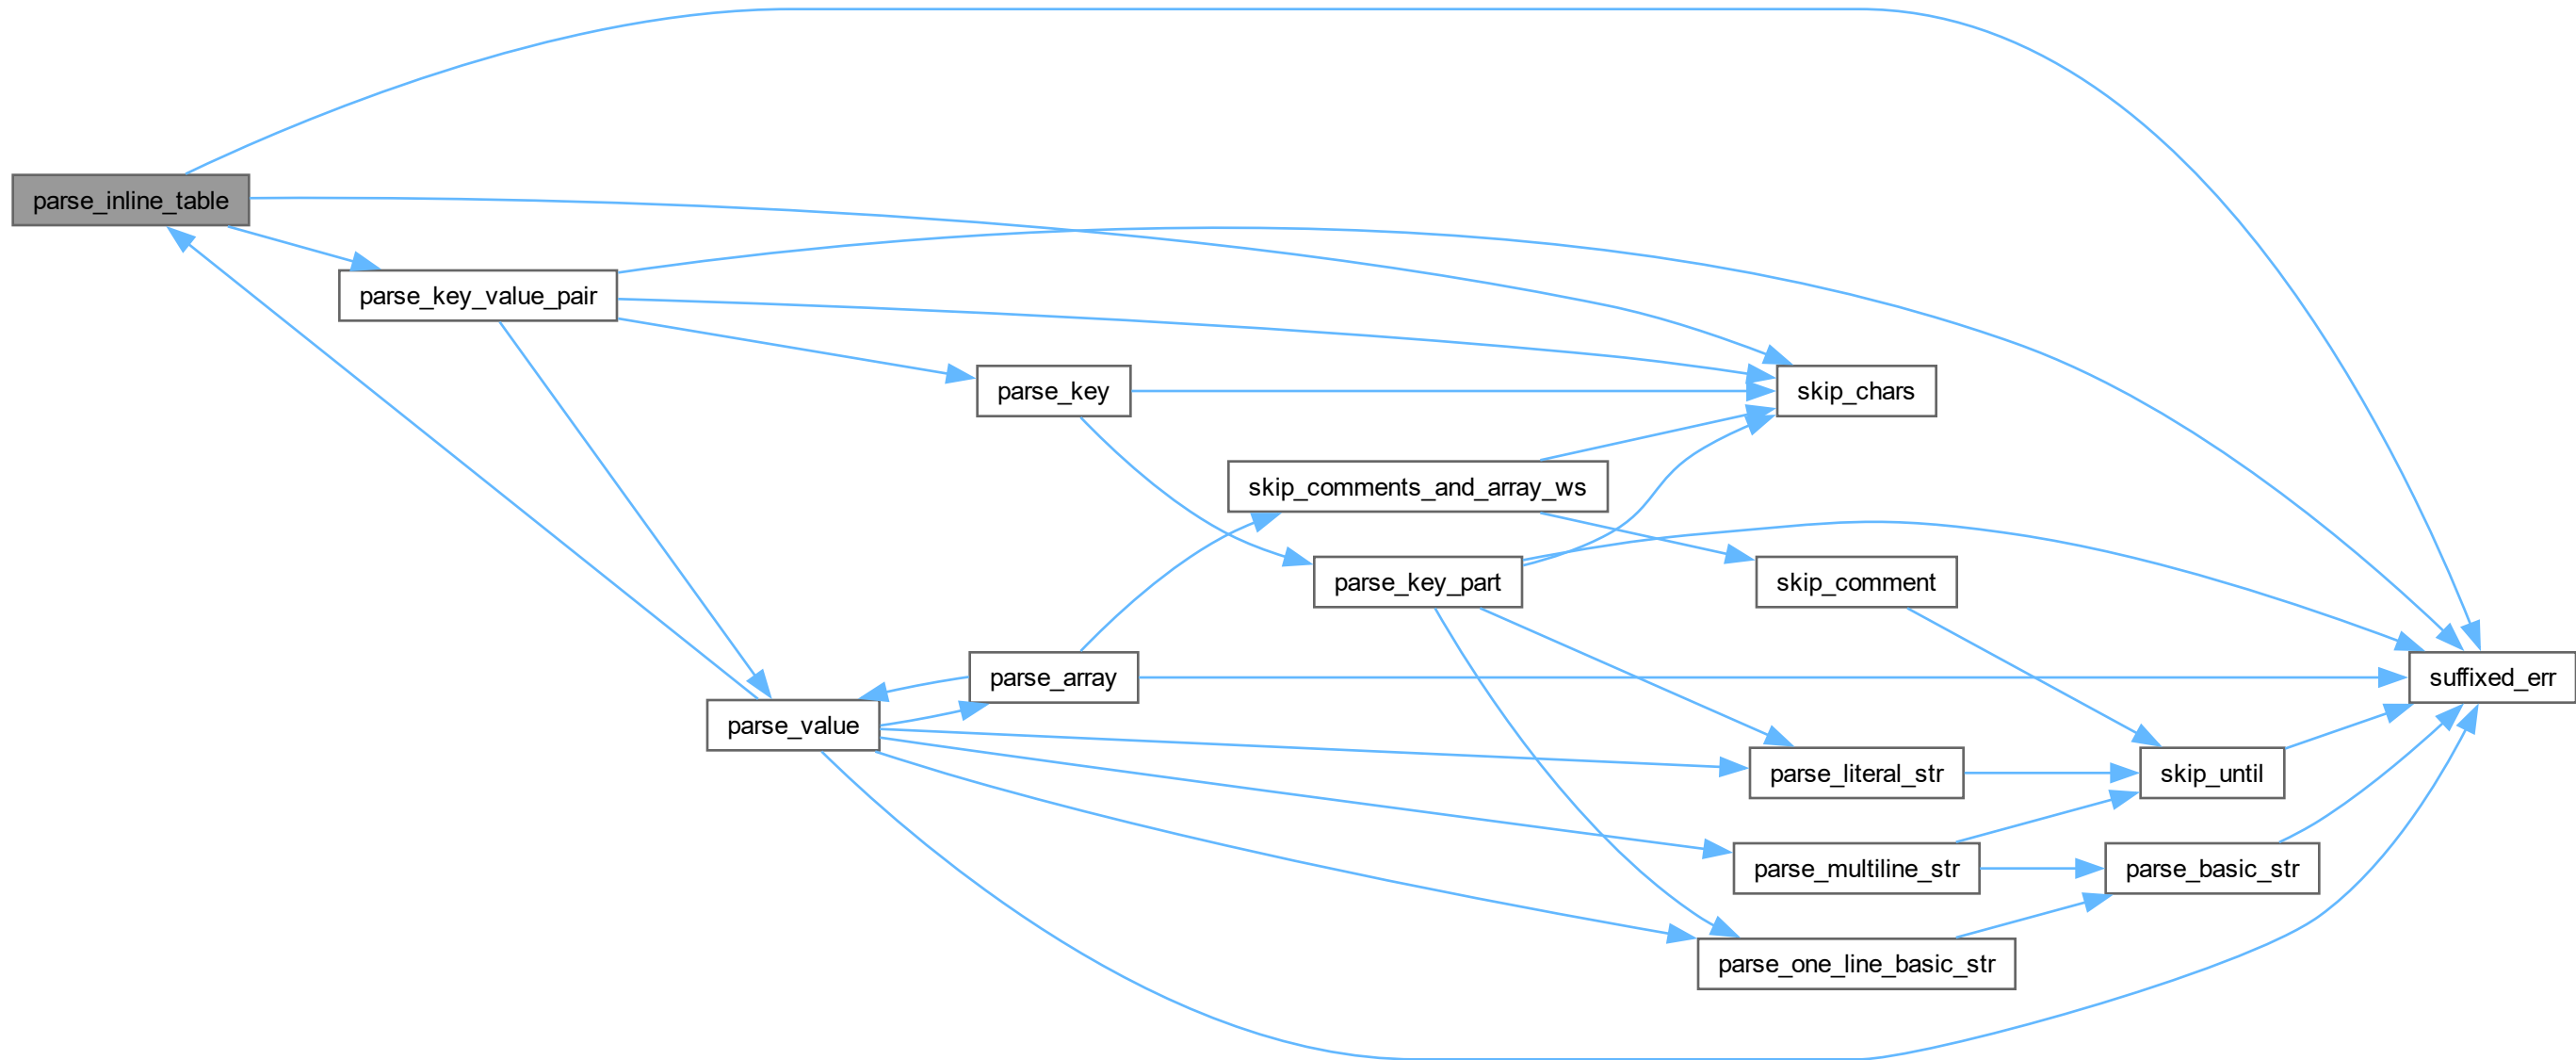 parse_inline_table
parse_key_value_pair
parse_key
skip_chars
skip_comments_and_array_ws
parse_key_part
skip_comment
parse_array
suffixed_err
parse_value
parse_literal_str
skip_until
parse_multiline_str
parse_basic_str
parse_one_line_basic_str